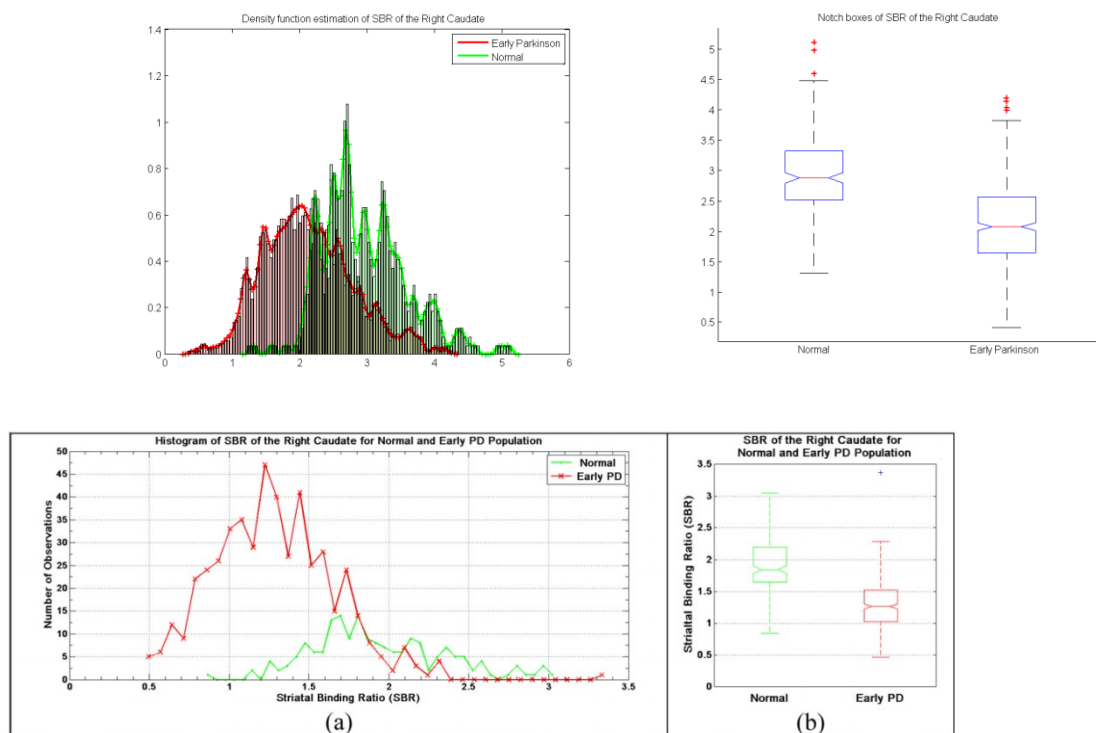 Density function estimation of SBR of the Right Caudate
1.4
1.2
1
0.8
0.6
0.4
0.2
0
0 1 2 3 4 5 6
Early Parkinson
Normal
Notch boxes of SBR of the Right Caudate
5
4.5
4
3.5
3
2.5
2
1.5
1
0.5
Normal Early Parkinson
Histogram of SBR of the Right Caudate for Normal and Early PD Population
Number of Observations
50
45
40
35
30
25
20
15
10
5
0
0 0.5 1 1.5 2 2.5 3 3.5
Striatal Binding Ratio (SBR)
Normal
Early PD
(a)
SBR of the Right Caudate for
Normal and Early PD Population
Strialtal Binding Ratio (SBR)
3.5
3
2.5
2
1.5
1
0.5
0
Normal Early PD
(b)